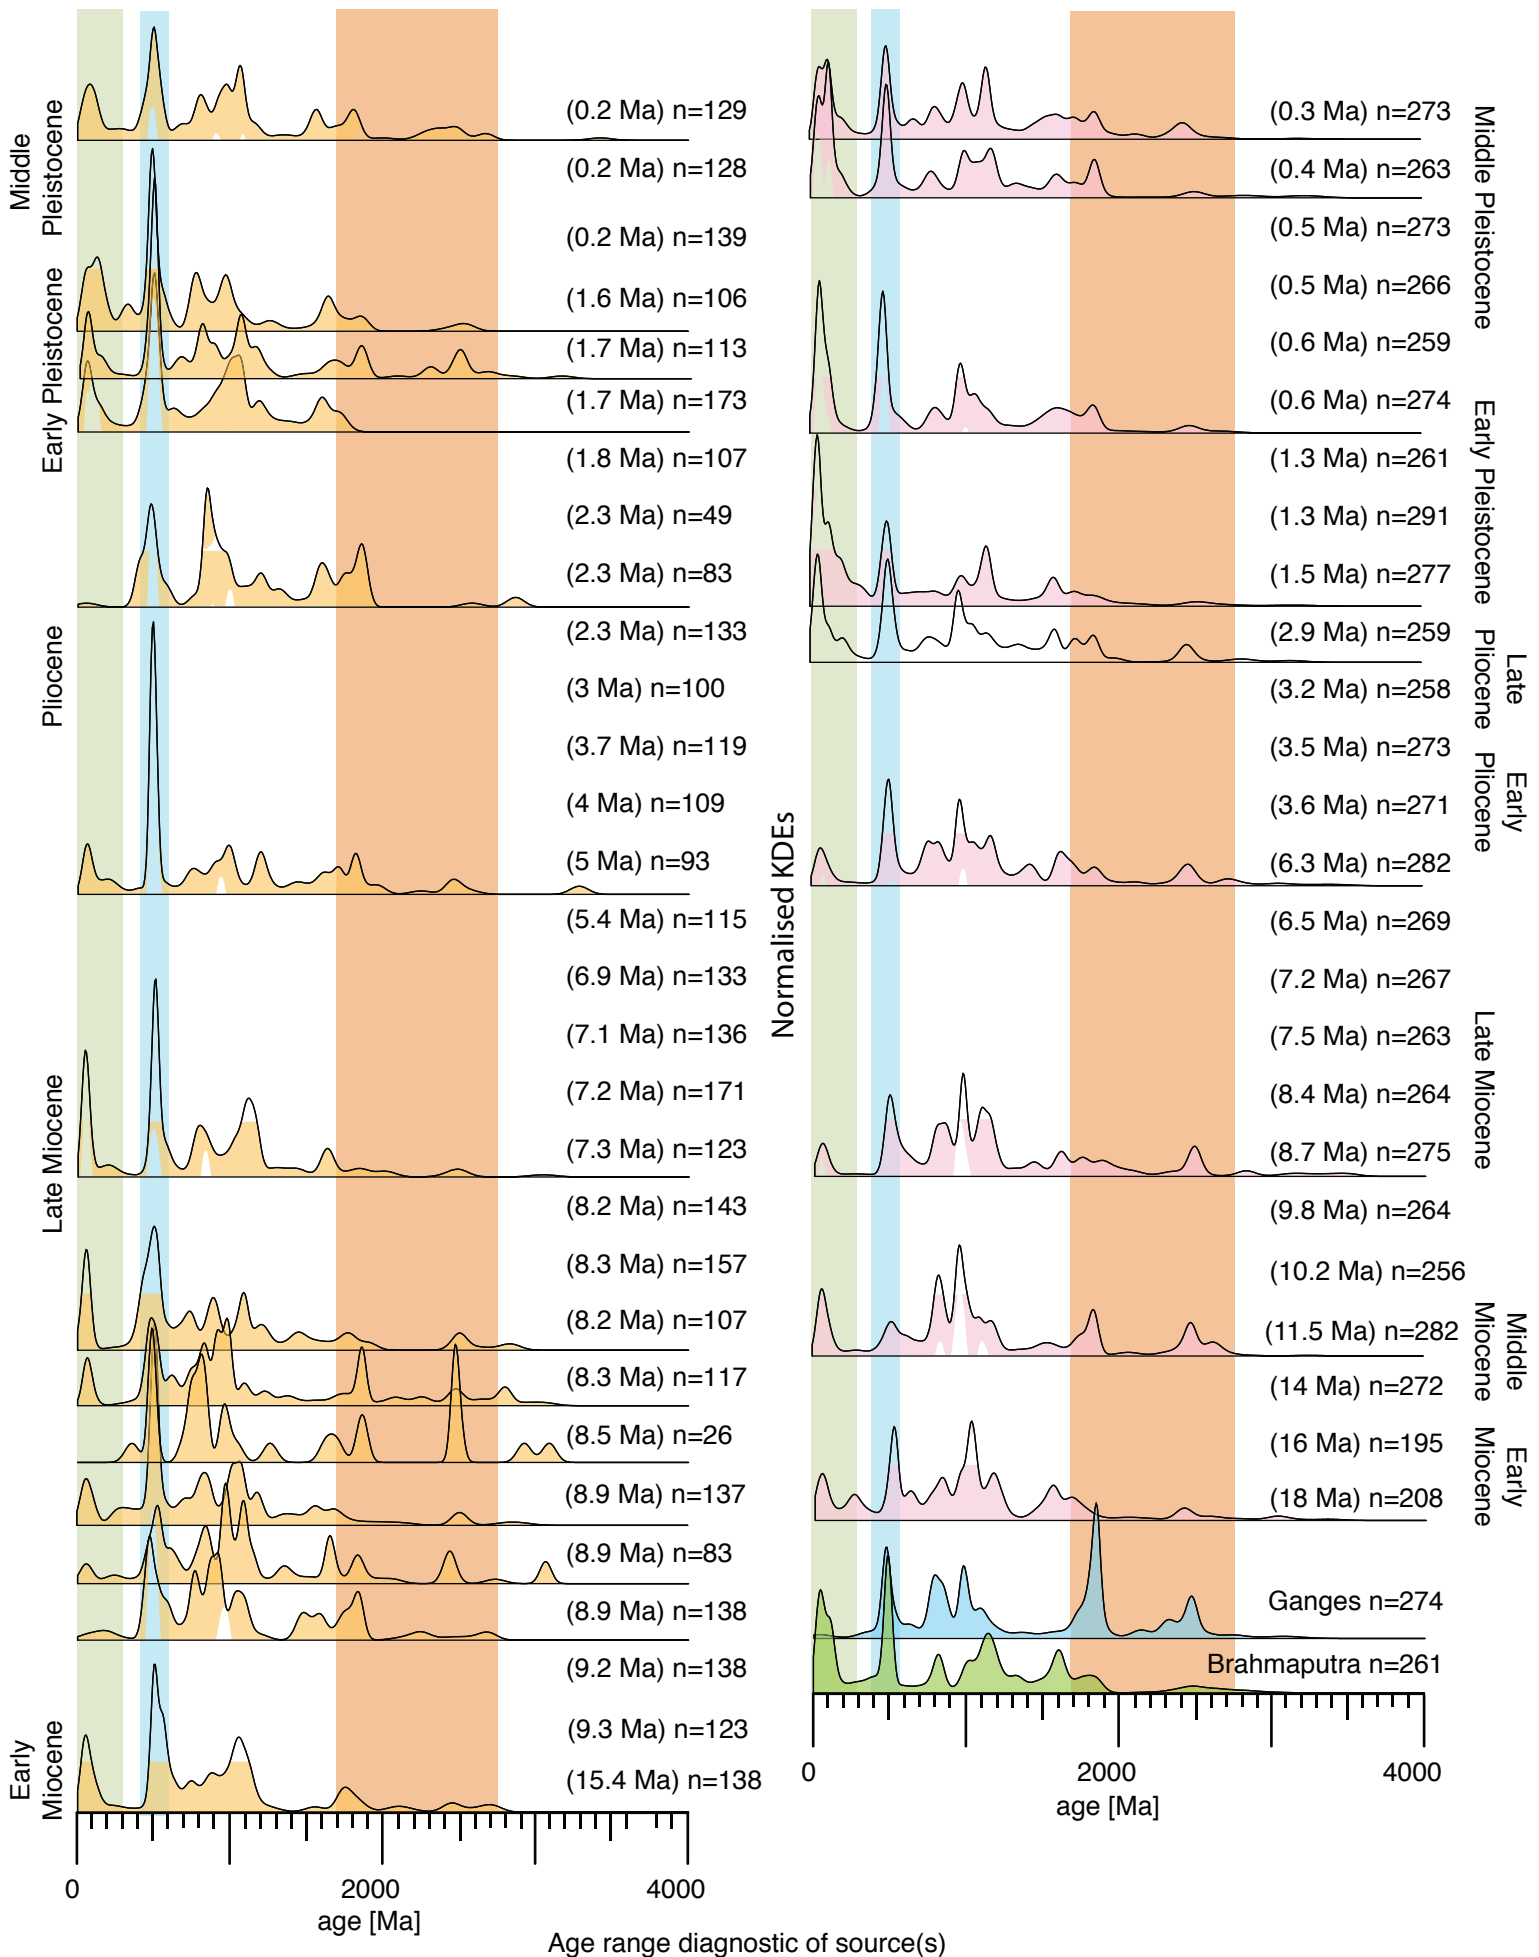 Middle
Pleistocene
Early Pleistocene
Pliocene
Late Miocene
Early
Miocene
(0.2 Ma) n=129
(0.2 Ma) n=128
(0.2 Ma) n=139
(1.6 Ma) n=106
(1.7 Ma) n=113
(1.7 Ma) n=173
(1.8 Ma) n=107
(2.3 Ma) n=49
(2.3 Ma) n=83
(2.3 Ma) n=133
(3 Ma) n=100
(3.7 Ma) n=119
(4 Ma) n=109
(5 Ma) n=93
(5.4 Ma) n=115
(6.9 Ma) n=133
(7.1 Ma) n=136
(7.2 Ma) n=171
(7.3 Ma) n=123
(8.2 Ma) n=143
(8.3 Ma) n=157
(8.2 Ma) n=107
(8.3 Ma) n=117
(8.5 Ma) n=26
(8.9 Ma) n=137
(8.9 Ma) n=83
(8.9 Ma) n=138
(9.2 Ma) n=138
(9.3 Ma) n=123
(15.4 Ma) n=138
0 2000 4000
age [Ma]
Normalised KDEs
(0.3 Ma) n=273
(0.4 Ma) n=263
(0.5 Ma) n=273
(0.5 Ma) n=266
(0.6 Ma) n=259
(0.6 Ma) n=274
(1.3 Ma) n=261
(1.3 Ma) n=291
(1.5 Ma) n=277
(2.9 Ma) n=259
(3.2 Ma) n=258
(3.5 Ma) n=273
(3.6 Ma) n=271
(6.3 Ma) n=282
(6.5 Ma) n=269
(7.2 Ma) n=267
(7.5 Ma) n=263
(8.4 Ma) n=264
(8.7 Ma) n=275
(9.8 Ma) n=264
(10.2 Ma) n=256
(11.5 Ma) n=282
(14 Ma) n=272
(16 Ma) n=195
(18 Ma) n=208
Ganges n=274
Brahmaputra n=261
0 2000 4000
age [Ma]
Middle Pleistocene
Early Pleistocene
Late
Pliocene
Early
Pliocene
Late Miocene
Middle
Miocene
Early
Miocene
Age range diagnostic of source(s)